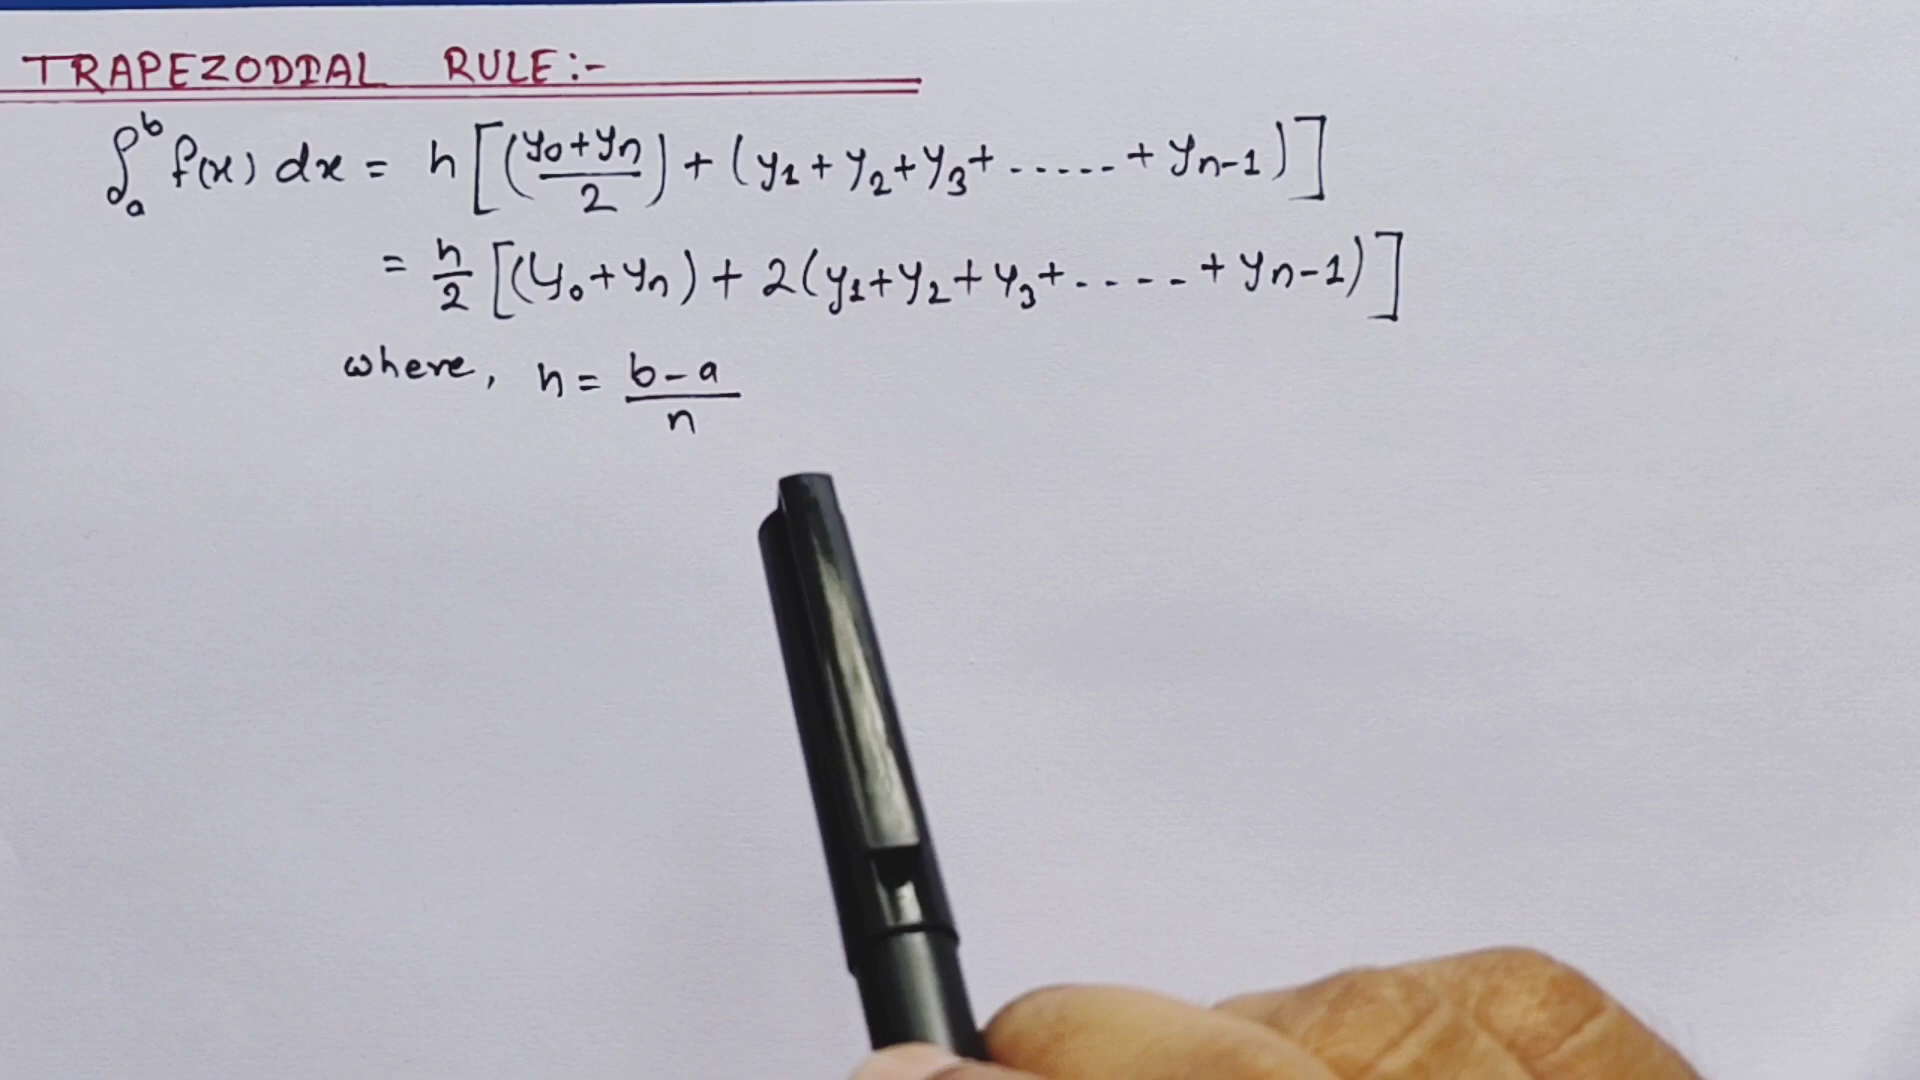 TRAPEZODIAL RULE:-
∫_a^b f(x) dx = h[((y₀+yₙ)/2) + (y₁+y₂+y₃+......+yₙ₋₁)]
= h/2 [(y₀+yₙ)+2(y₁+y₂+y₃+.....+yₙ₋₁)]
where, h = (b-a)/n